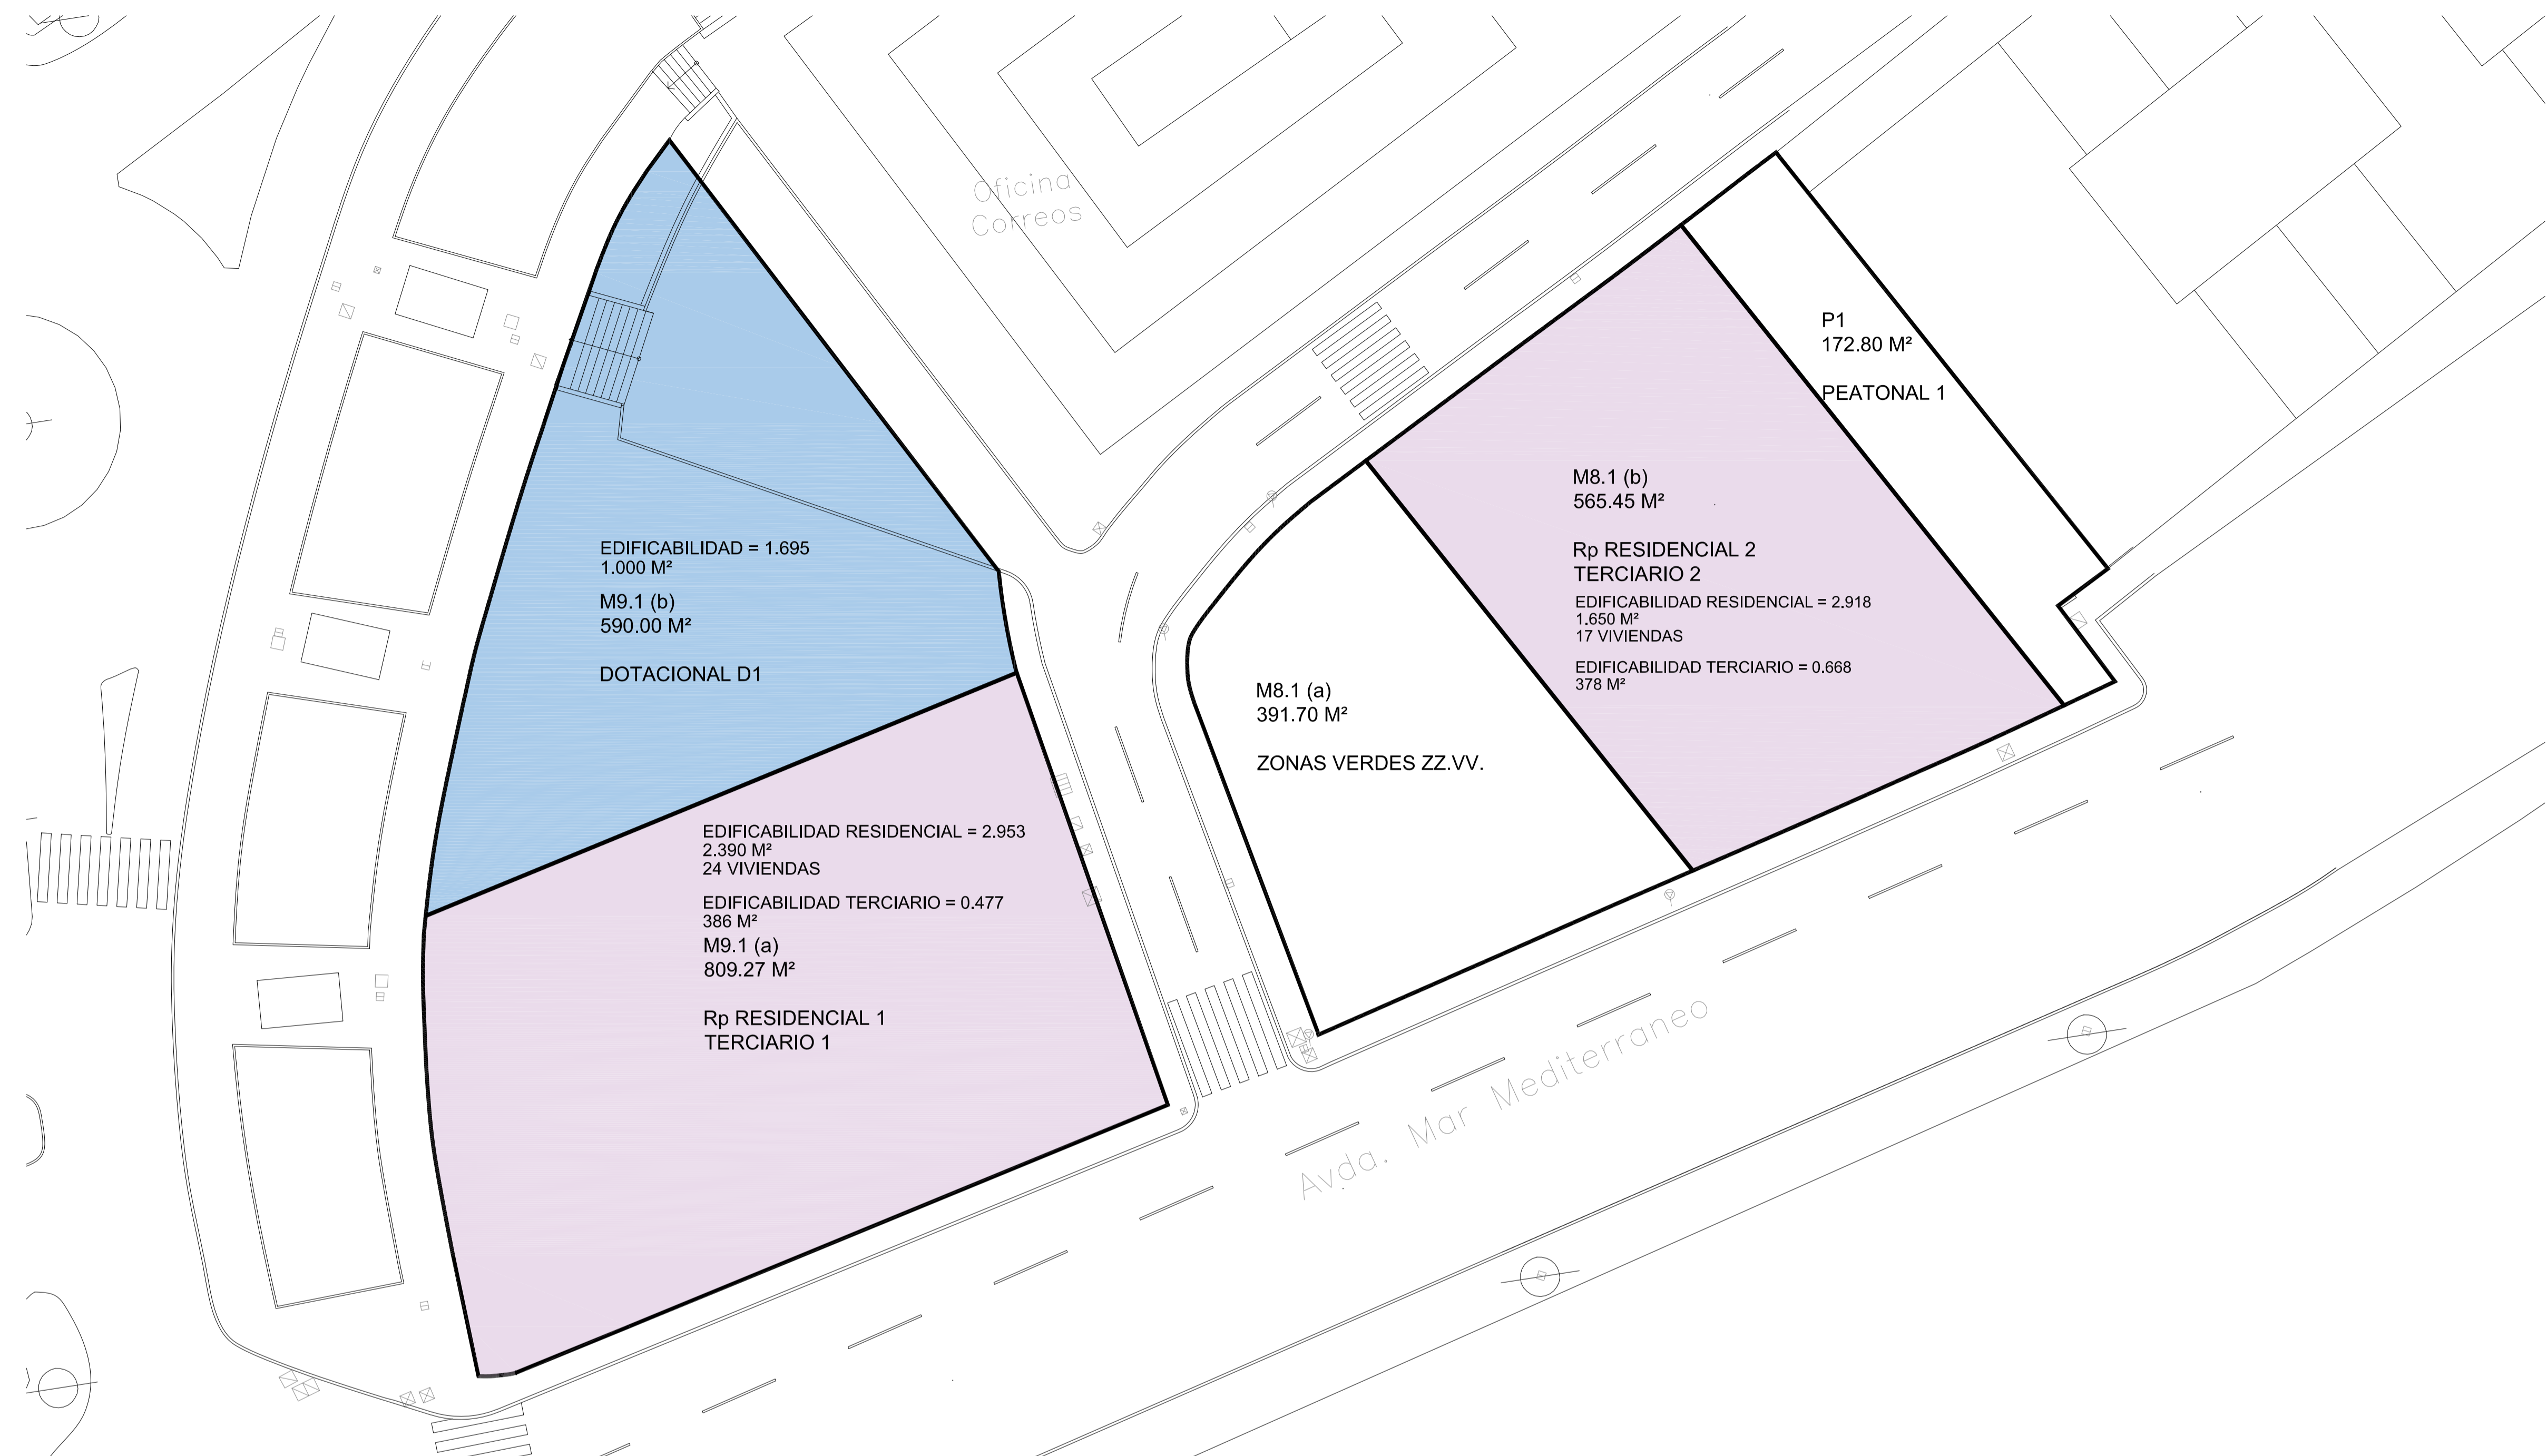 Oficina
Correos
P1
172.80 M²
PEATONAL 1
M8.1 (b)
565.45 M²
Rp RESIDENCIAL 2
TERCIARIO 2
EDIFICABILIDAD RESIDENCIAL = 2.918
1.650 M²
17 VIVIENDAS
EDIFICABILIDAD TERCIARIO = 0.668
378 M²
EDIFICABILIDAD = 1.695
1.000 M²
M9.1 (b)
590.00 M²
DOTACIONAL D1
M8.1 (a)
391.70 M²
ZONAS VERDES ZZ.VV.
EDIFICABILIDAD RESIDENCIAL = 2.953
2.390 M²
24 VIVIENDAS
EDIFICABILIDAD TERCIARIO = 0.477
386 M²
M9.1 (a)
809.27 M²
Rp RESIDENCIAL 1
TERCIARIO 1
Avda. Mar Mediterraneo